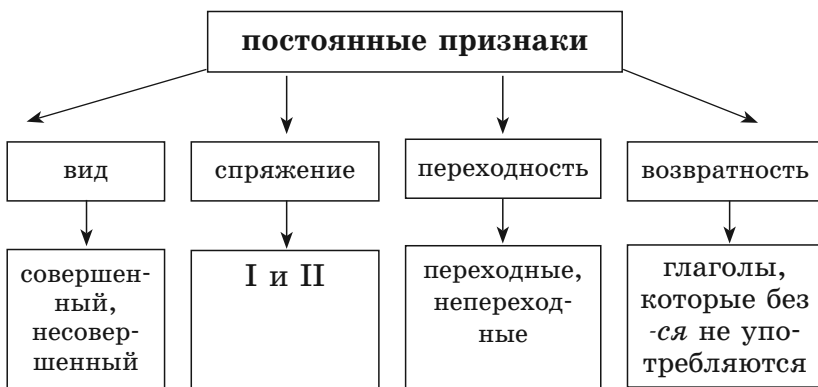 постоянные признаки
вид
спряжение
переходность
возвратность
совершен-
ный,
несовер-
шенный
I и II
переходные,
непереход-
ные
глаголы,
которые без
-ся не упо-
требляются